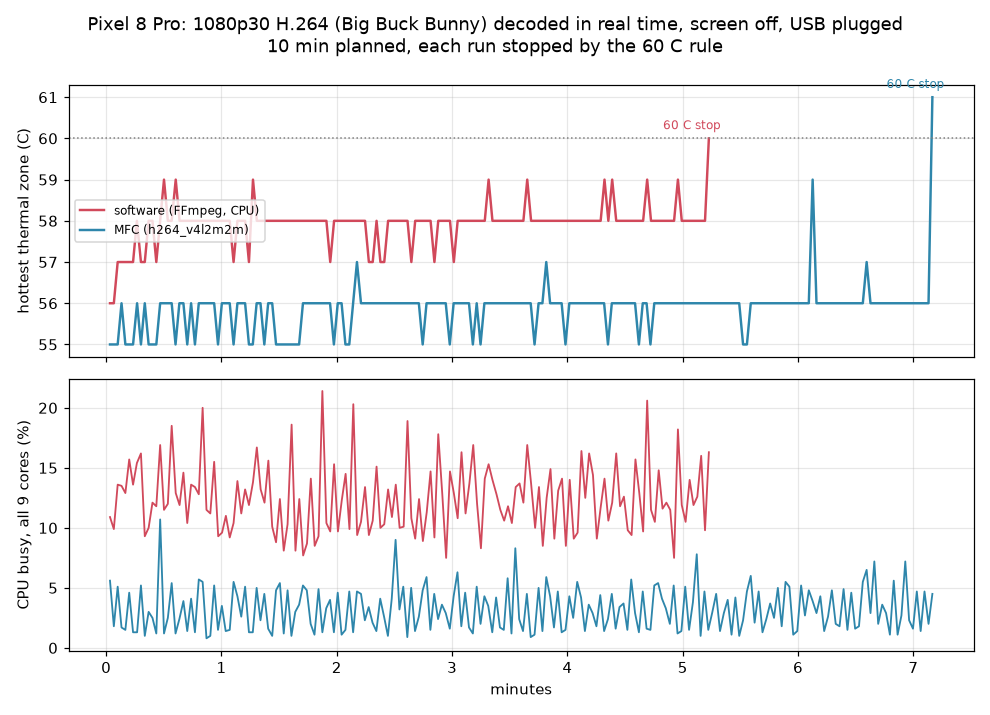 Pixel 8 Pro: 1080p30 H.264 (Big Buck Bunny) decoded in real time, screen off, USB plugged
10 min planned, each run stopped by the 60 C rule
hottest thermal zone (C)
61
60
59
58
57
56
55
60 C stop
60 C stop
software (FFmpeg, CPU)
MFC (h264_v4l2m2m)
CPU busy, all 9 cores (%)
20
15
10
5
0
0 1 2 3 4 5 6 7
minutes